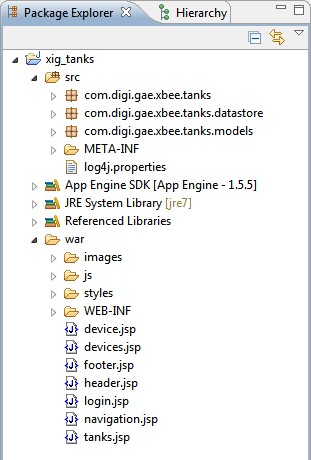 Package Explorer Hierarchy
xig_tanks
src
com.digi.gae.xbee.tanks
com.digi.gae.xbee.tanks.datastore
com.digi.gae.xbee.tanks.models
META-INF
log4j.properties
App Engine SDK [App Engine - 1.5.5]
JRE System Library [jre7]
Referenced Libraries
war
images
js
styles
WEB-INF
device.jsp
devices.jsp
footer.jsp
header.jsp
login.jsp
navigation.jsp
tanks.jsp